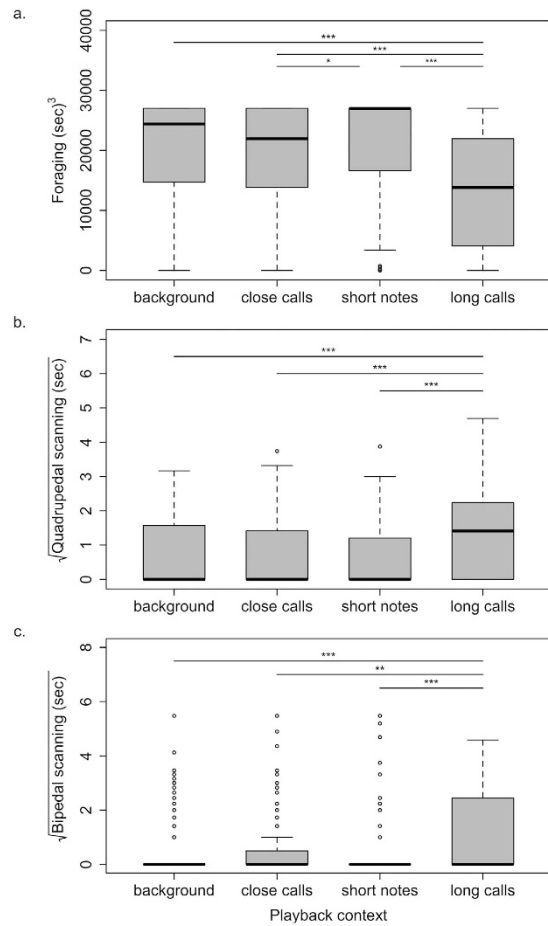 a.
Foraging (sec)³
40000
30000
20000
10000
0
***
***
*
***
background
close calls
short notes
long calls
b.
√Quadrupedal scanning (sec)
7
6
5
4
3
2
1
0
***
***
***
background
close calls
short notes
long calls
c.
√Bipedal scanning (sec)
8
6
4
2
0
***
**
***
background
close calls
short notes
long calls
Playback context